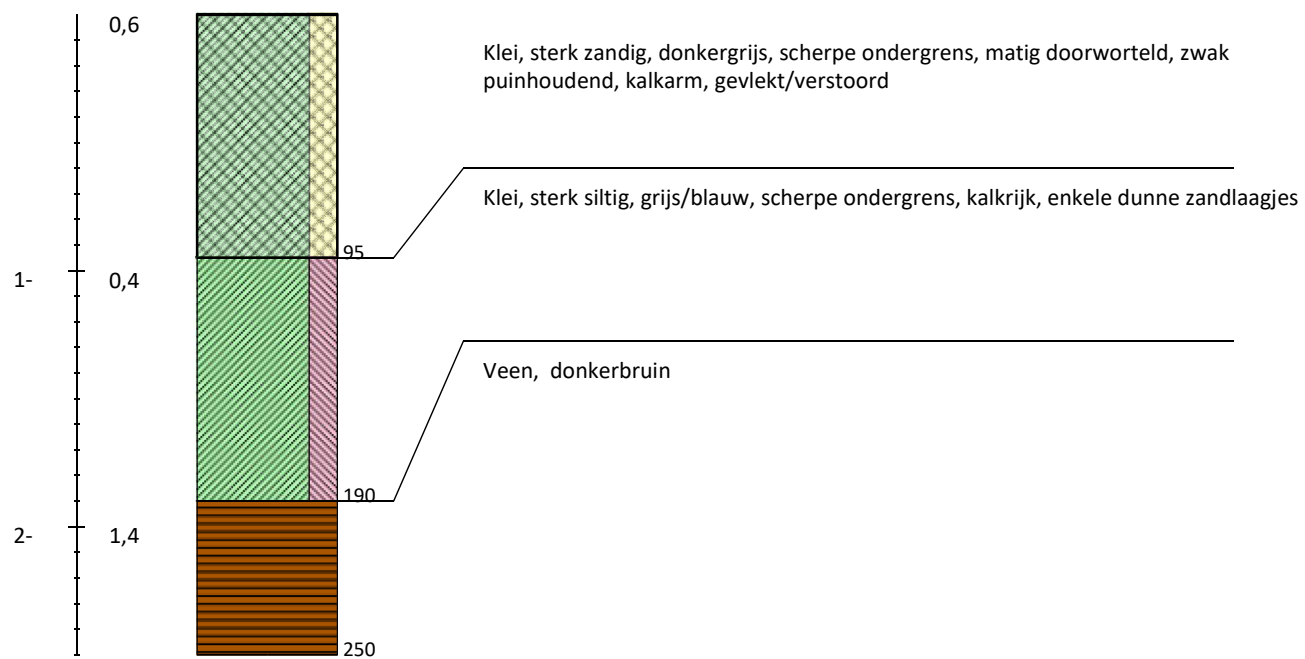 0,6
Klei, sterk zandig, donkergrijs, scherpe ondergrens, matig doorworteld, zwak
puinhoudend, kalkarm, gevlekt/verstoord
Klei, sterk siltig, grijs/blauw, scherpe ondergrens, kalkrijk, enkele dunne zandlaagjes
95
1- 0,4
Veen, donkerbruin
190
2- 1,4
250